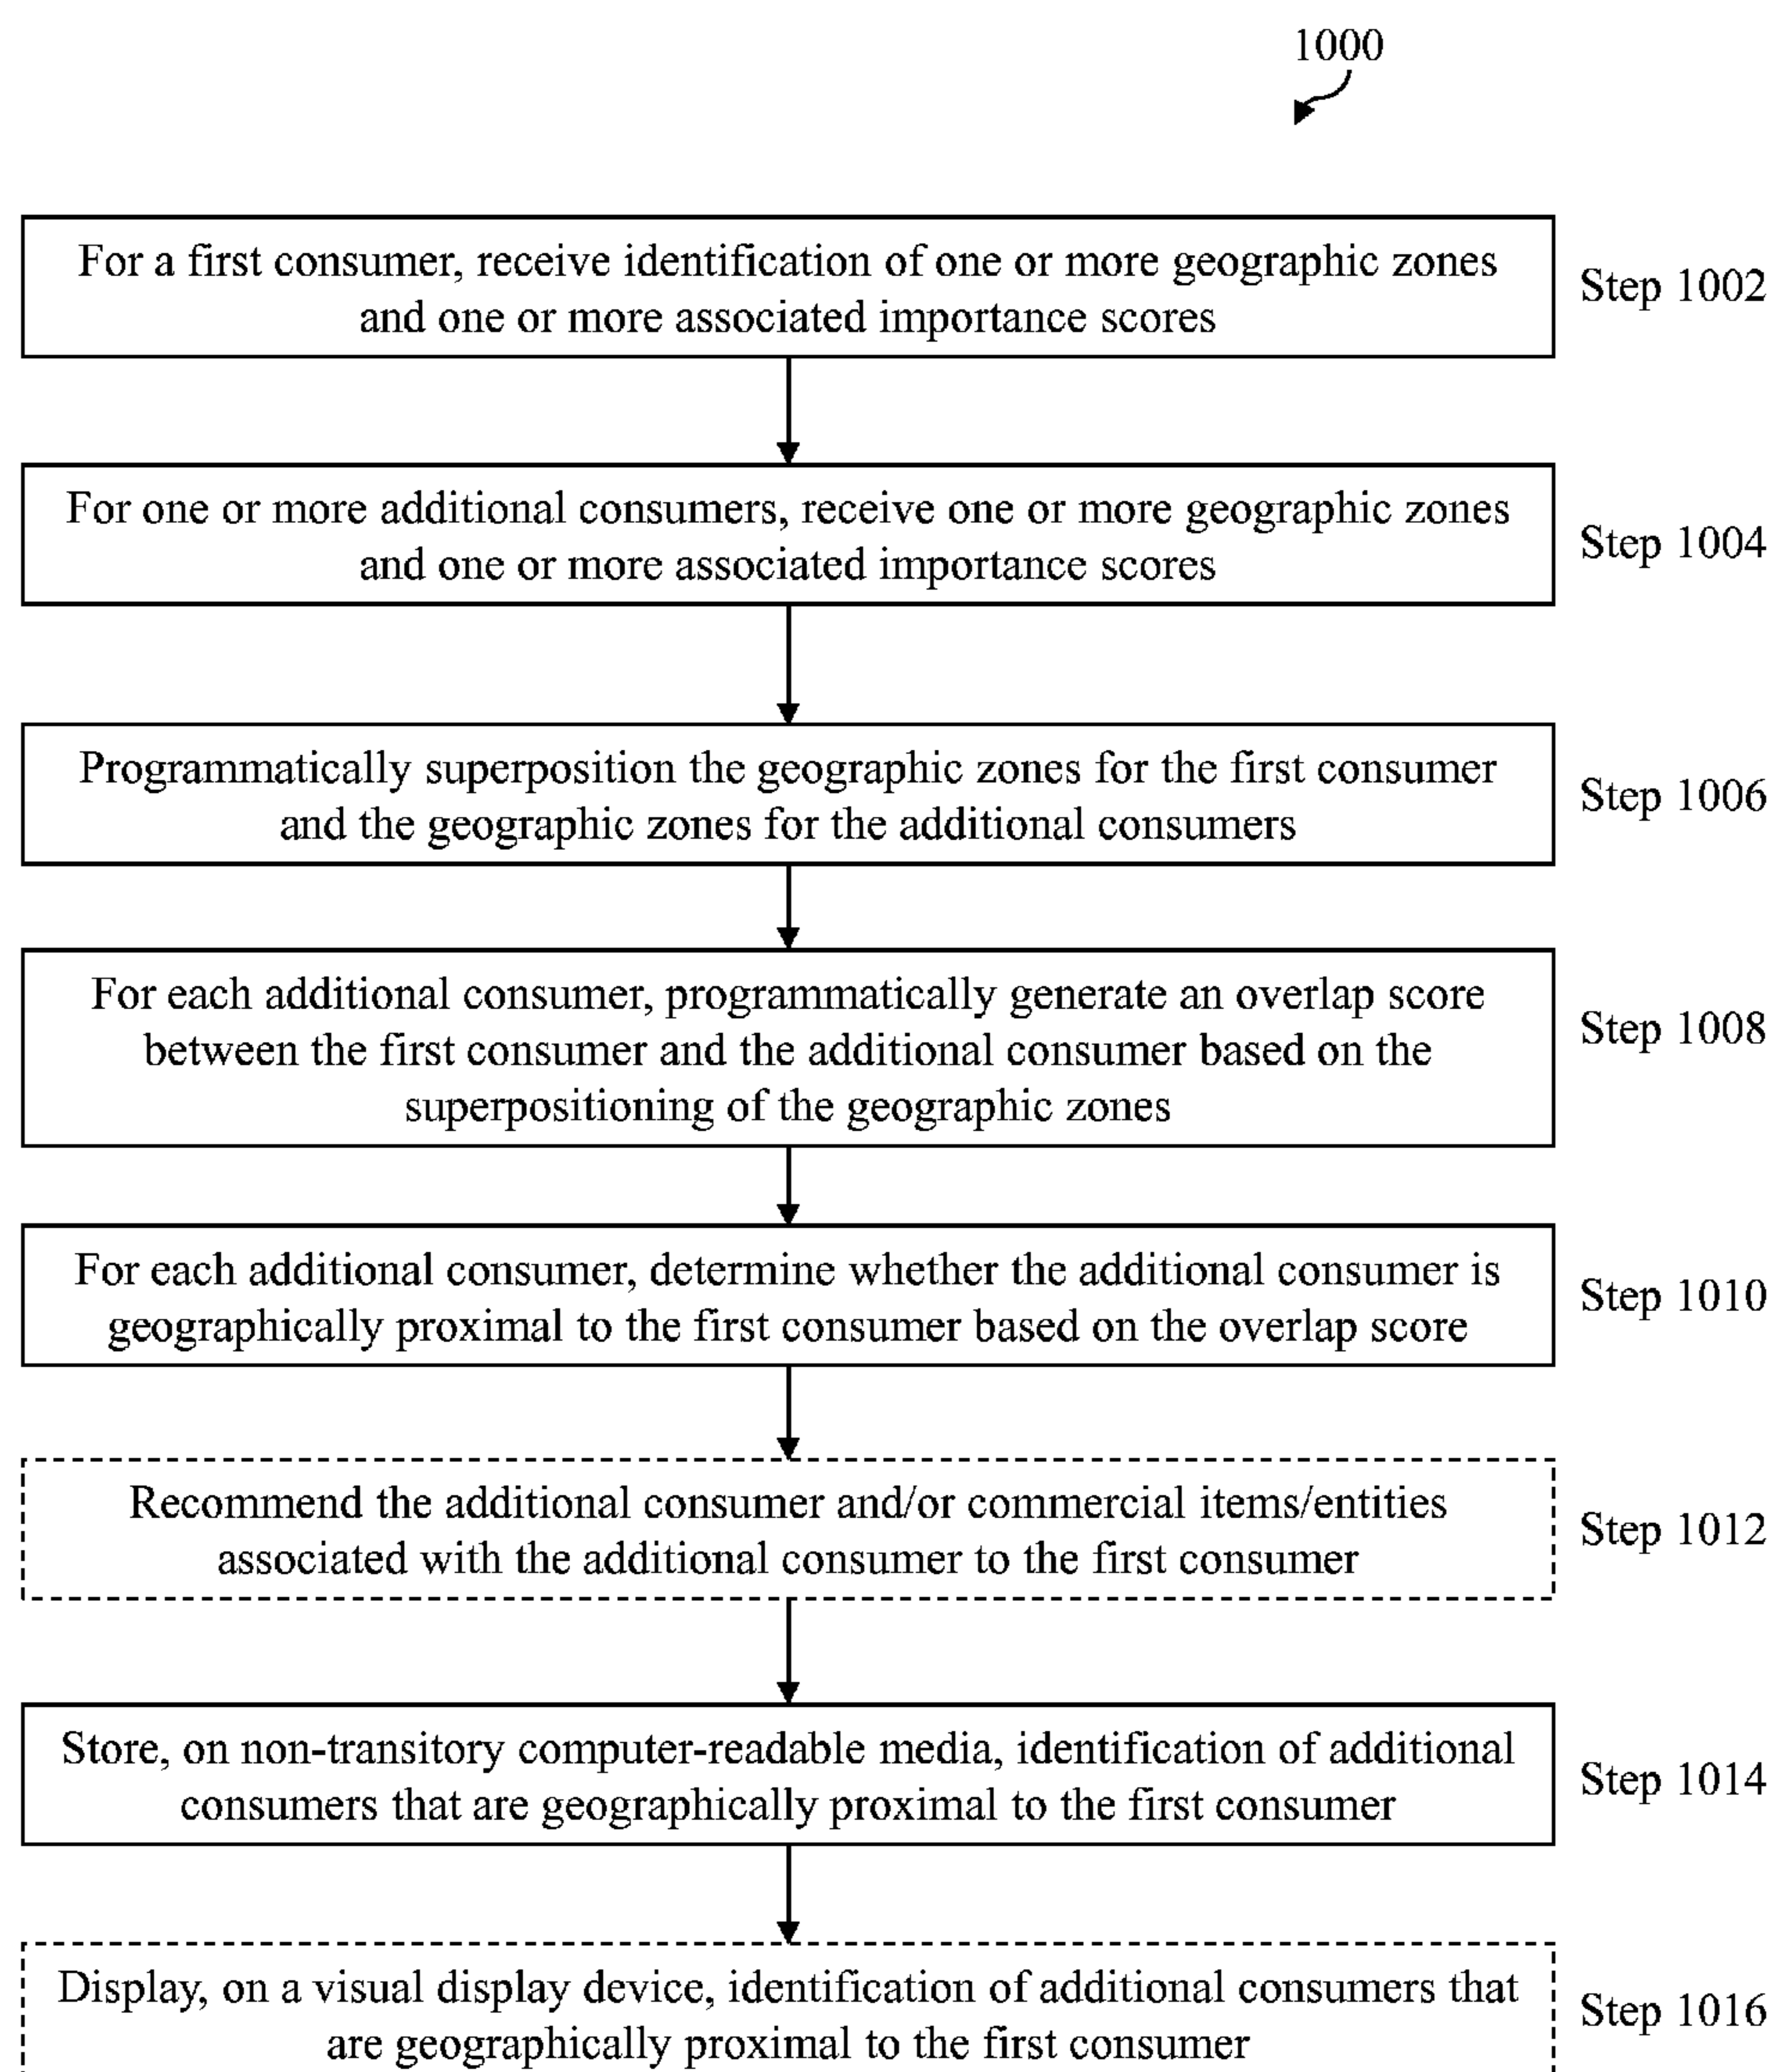 1000
For a first consumer, receive identification of one or more geographic zones
and one or more associated importance scores
Step 1002
For one or more additional consumers, receive one or more geographic zones
and one or more associated importance scores
Step 1004
Programmatically superposition the geographic zones for the first consumer
and the geographic zones for the additional consumers
Step 1006
For each additional consumer, programmatically generate an overlap score
between the first consumer and the additional consumer based on the
superpositioning of the geographic zones
Step 1008
For each additional consumer, determine whether the additional consumer is
geographically proximal to the first consumer based on the overlap score
Step 1010
Recommend the additional consumer and/or commercial items/entities
associated with the additional consumer to the first consumer
Step 1012
Store, on non-transitory computer-readable media, identification of additional
consumers that are geographically proximal to the first consumer
Step 1014
Display, on a visual display device, identification of additional consumers that
are geographically proximal to the first consumer
Step 1016